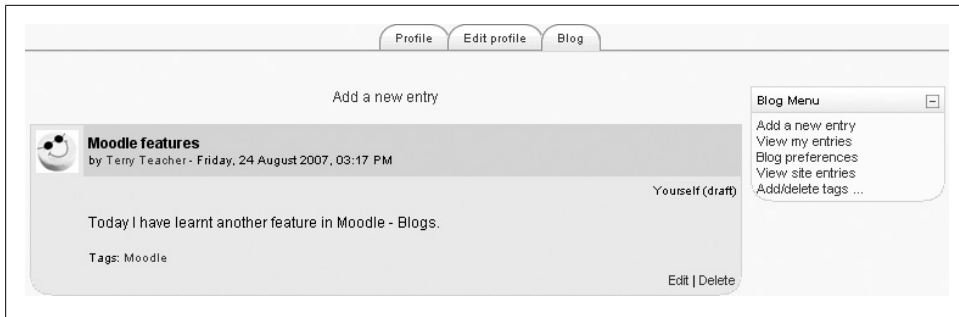 Profile Edit profile Blog
Add a new entry
Moodle features
by Terry Teacher - Friday, 24 August 2007, 03:17 PM
Yourself (draft)
Today I have learnt another feature in Moodle - Blogs.
Tags: Moodle
Edit | Delete
Blog Menu
Add a new entry
View my entries
Blog preferences
View site entries
Add/delete tags ...